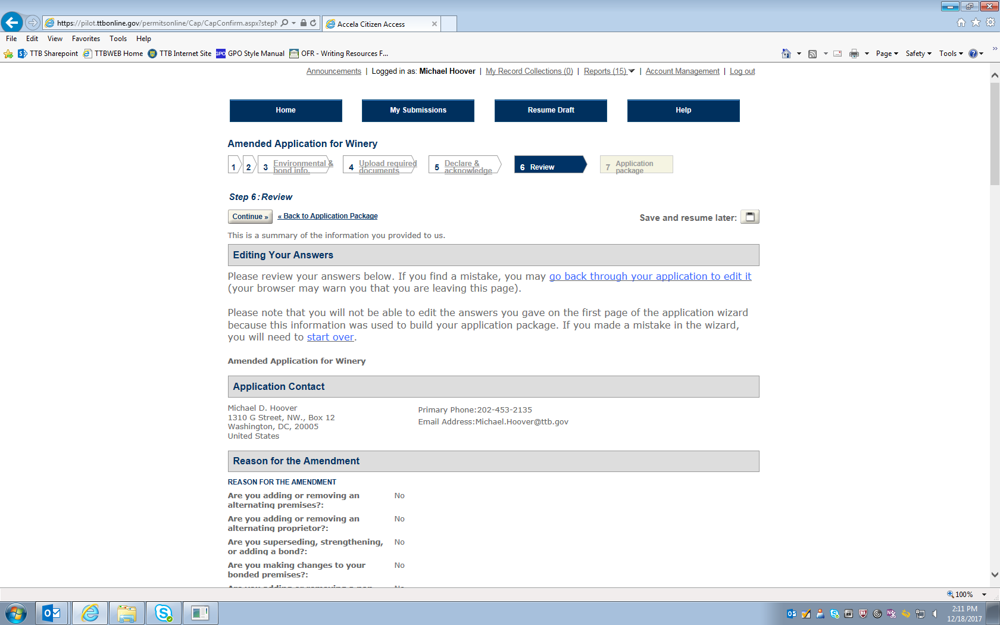 https://pilot.ttbonline.gov/permitsonline/Cap/CapConfirm.aspx?stepN
Accela Citizen Access
File Edit View Favorites Tools Help
TTB Sharepoint TTBWEB Home TTB Internet Site GPO GPO Style Manual OFR - Writing Resources F...
Page Safety Tools
Announcements | Logged in as: Michael Hoover | My Record Collections (0) | Reports (15) | Account Management | Log out
Home My Submissions Resume Draft Help
Amended Application for Winery
1 2 3 Environmental & bond info. 4 Upload required documents 5 Declare & acknowledge 6 Review 7 Application package
Step 6: Review
Continue » « Back to Application Package Save and resume later:
This is a summary of the information you provided to us.
Editing Your Answers
Please review your answers below. If you find a mistake, you may go back through your application to edit it
(your browser may warn you that you are leaving this page).
Please note that you will not be able to edit the answers you gave on the first page of the application wizard
because this information was used to build your application package. If you made a mistake in the wizard,
you will need to start over.
Amended Application for Winery
Application Contact
Michael D. Hoover
1310 G Street, NW., Box 12
Washington, DC, 20005
United States
Primary Phone:202-453-2135
Email Address:Michael.Hoover@ttb.gov
Reason for the Amendment
REASON FOR THE AMENDMENT
Are you adding or removing an
alternating premises?: No
Are you adding or removing an
alternating proprietor?: No
Are you superseding, strengthening,
or adding a bond?: No
Are you making changes to your
bonded premises?: No
100%
2:11 PM
12/18/2017